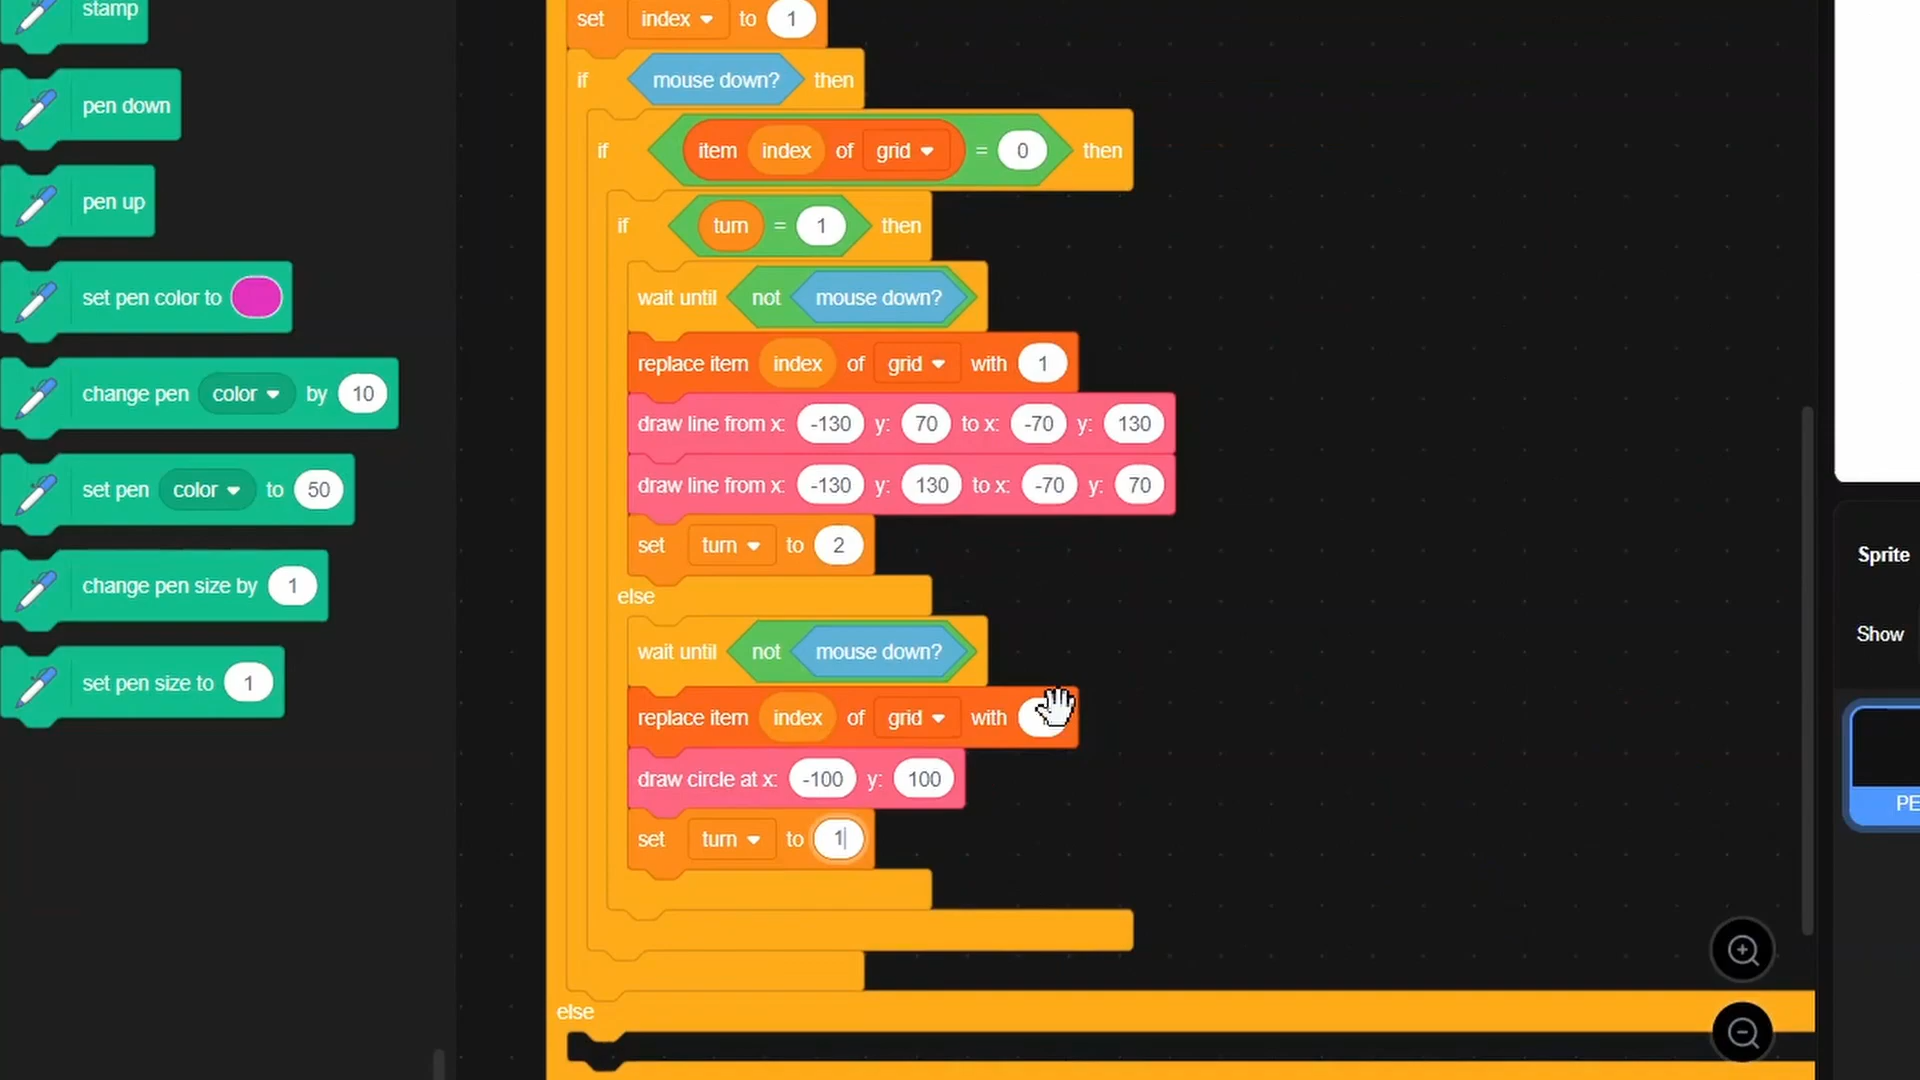 stamp
pen down
pen up
set pen color to
change pen color by 10
set pen color to 50
change pen size by 1
set pen size to 1
set index to 1
if mouse down? then
if item index of grid = 0 then
if turn = 1 then
wait until not mouse down?
replace item index of grid with 1
draw line from x: -130 y: 70 to x: -70 y: 130
draw line from x: -130 y: 130 to x: -70 y: 70
set turn to 2
else
wait until not mouse down?
replace item index of grid with
draw circle at x: -100 y: 100
set turn to 1
else
Sprite
Show
PE